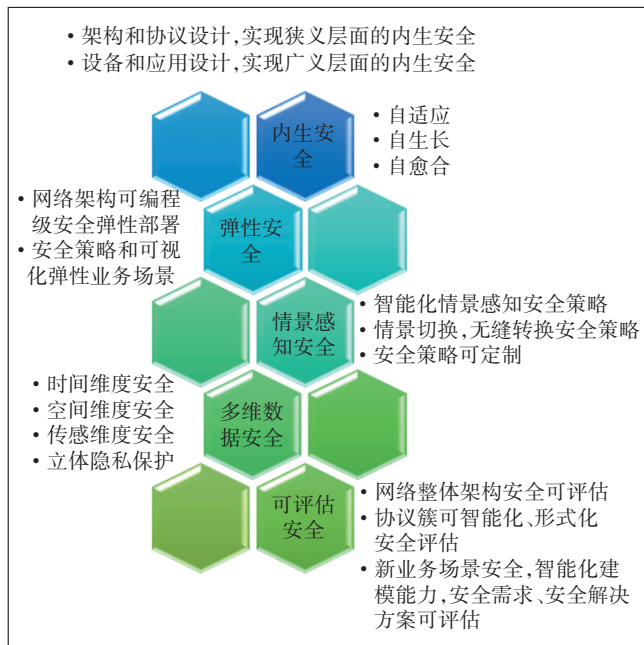 • 架构和协议设计,实现狭义层面的内生安全
• 设备和应用设计,实现广义层面的内生安全
内生安
全
• 自适应
• 自生长
• 自愈合
• 网络架构可编程
级安全弹性部署
• 安全策略和可视
化弹性业务场景
弹性安
全
情景感
知安全
• 智能化情景感知安全策略
• 情景切换,无缝转换安全策略
• 安全策略可定制
• 时间维度安全
• 空间维度安全
• 传感维度安全
• 立体隐私保护
多维数
据安全
可评估
安全
• 网络整体架构安全可评估
• 协议簇可智能化、形式化
安全评估
• 新业务场景安全,智能化建
模能力,安全需求、安全解决
方案可评估